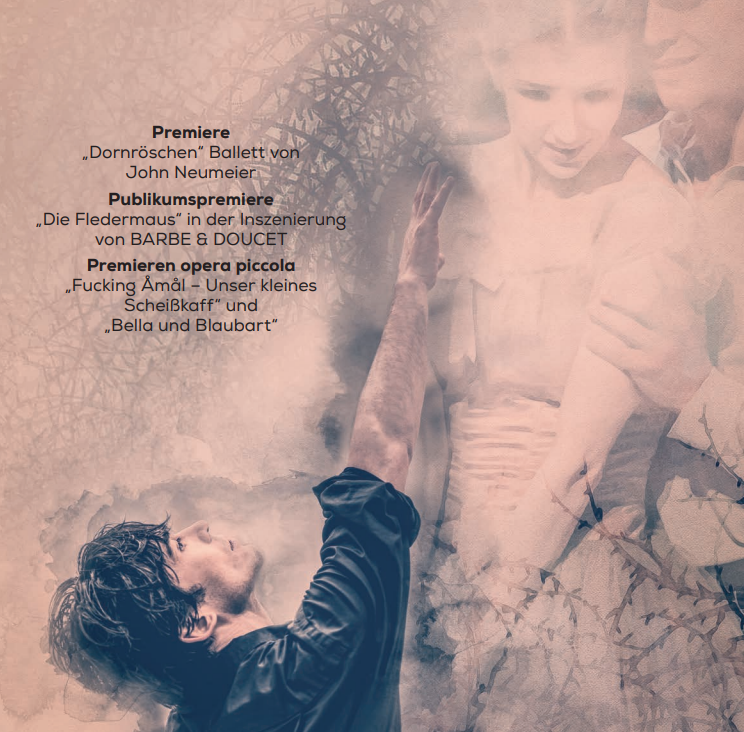 Premiere
„Dornröschen“ Ballett von
John Neumeier
Publikumspremiere
„Die Fledermaus“ in der Inszenierung
von BARBE & DOUCET
Premieren opera piccola
„Fucking Åmål – Unser kleines
Scheißkaff“ und
„Bella und Blaubart“